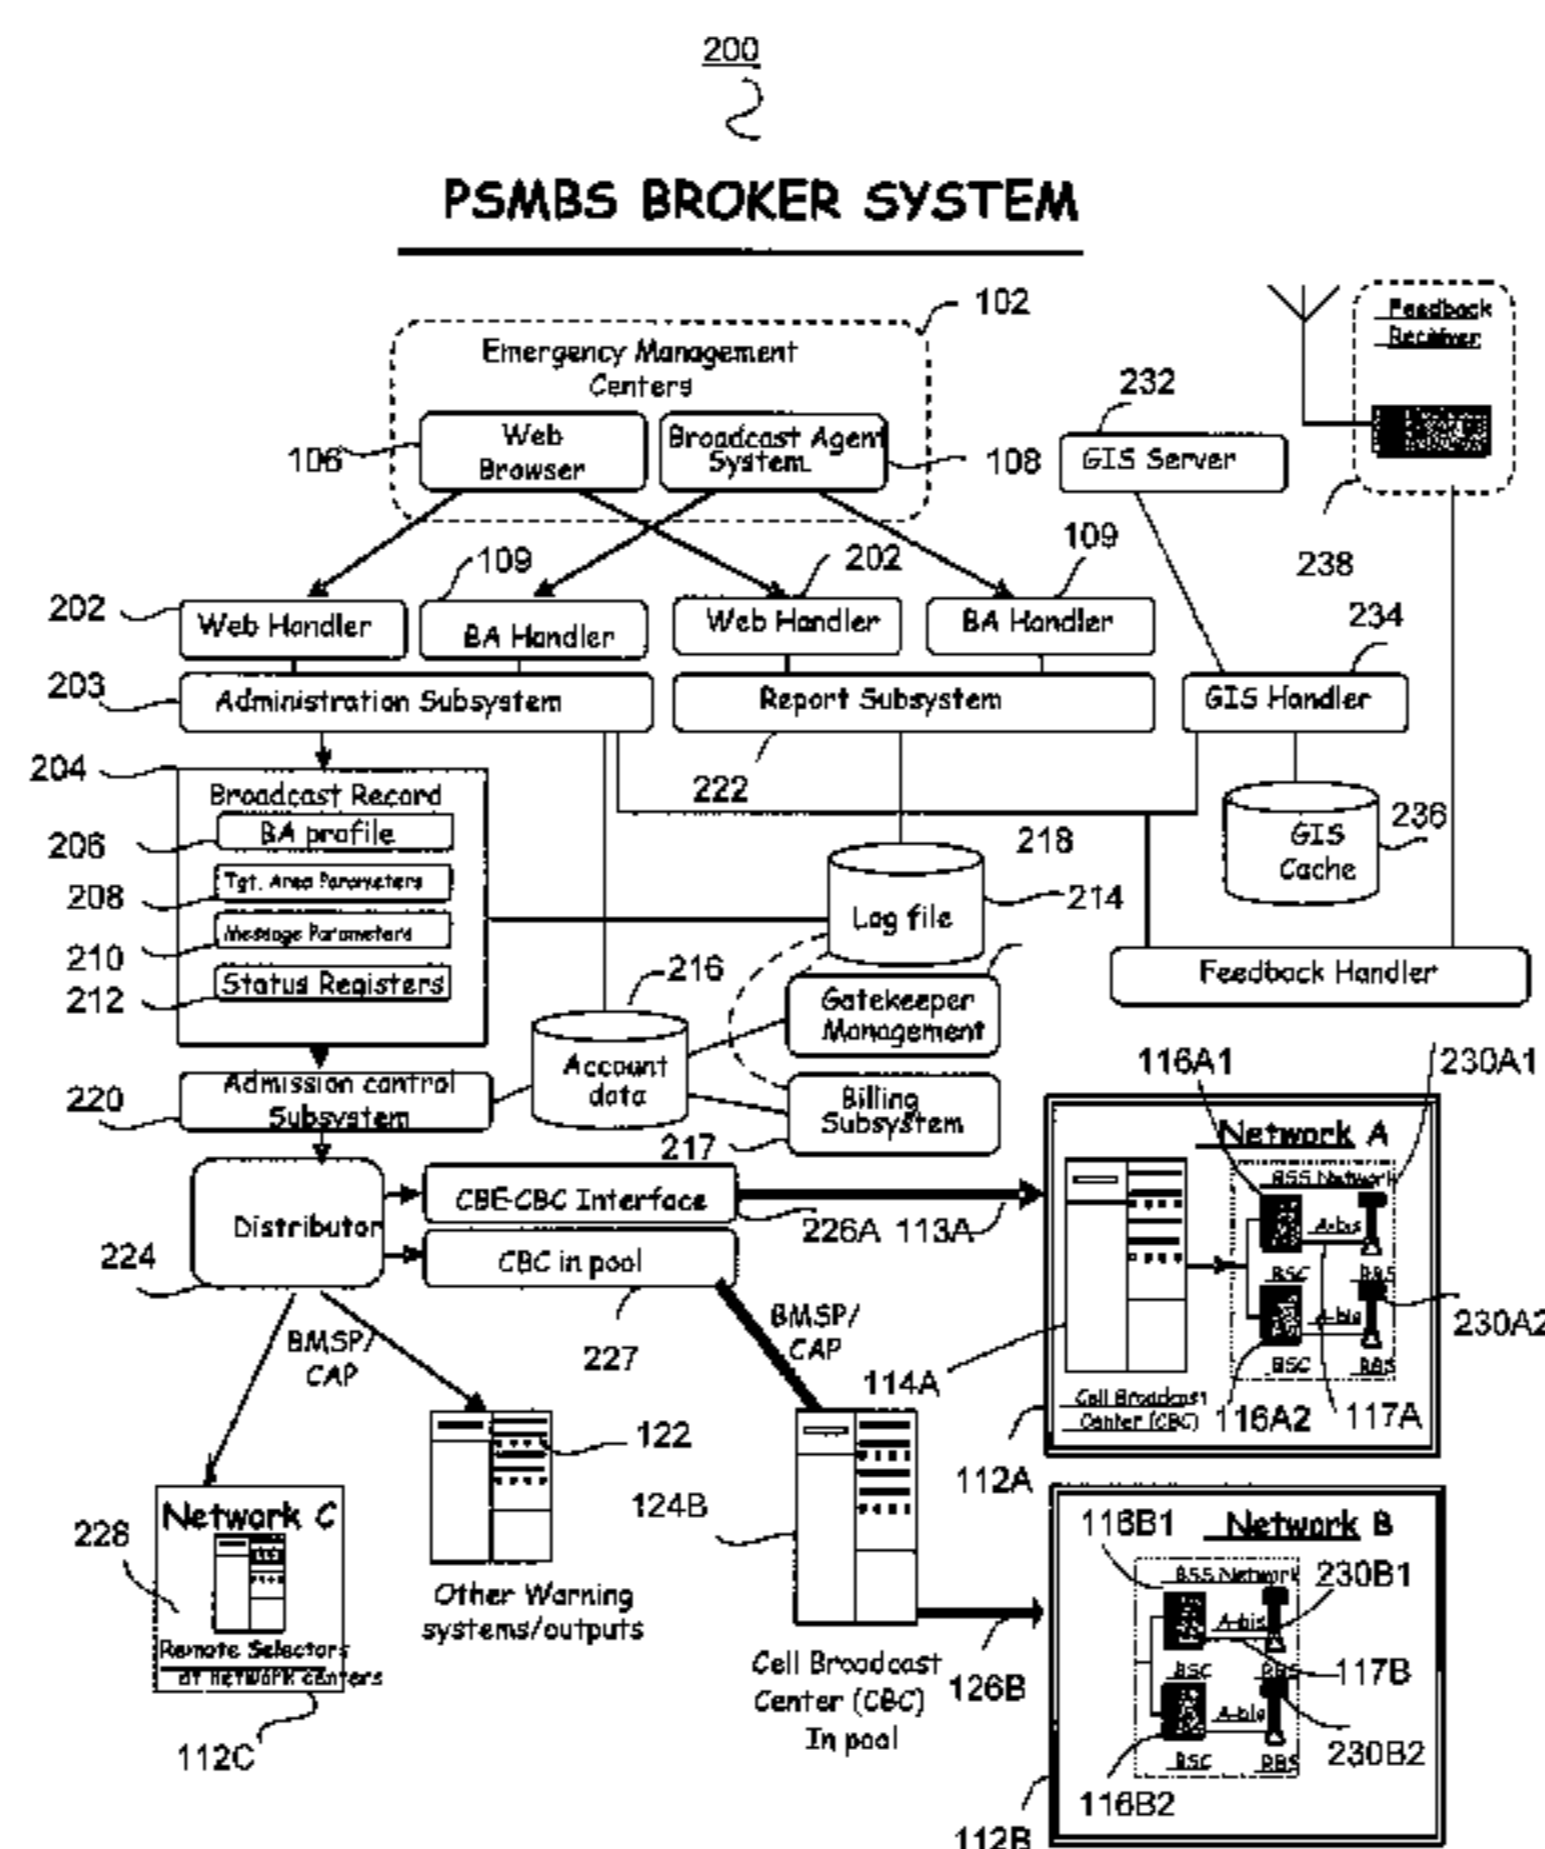 200
PSMBS BROKER SYSTEM
102
Emergency Management
Centers
Feedback
Receiver
232
106
Web
Browser
Broadcast Agent
System
108
GIS Server
238
109
202
109
202
Web Handler
BA Handler
Web Handler
BA Handler
234
203
Administration Subsystem
Report Subsystem
GIS Handler
204
222
Broadcast Record
206
BA profile
218
GIS
Cache
236
208
Tgt. Area Parameters
Log file
214
210
Message Parameters
212
Status Registers
216
Gatekeeper
Management
Feedback Handler
Account
data
116A1
230A1
220
Admission control
Subsystem
Billing
Subsystem
217
Network A
BSS Network
CBE-CBC Interface
226A
113A
Distributor
A-bis
224
CBC in pool
BSC
RBS
227
BMSP/
CAP
BMSP/
CAP
A-bis
230A2
114A
BSC
RBS
Cell Broadcast
Center (CBC)
116A2
117A
122
112A
124B
Network C
228
116B1
Network B
BSS Network
230B1
Other Warning
systems/outputs
A-bis
Remote Selectors
at network centers
Cell Broadcast
Center (CBC)
In pool
126B
BSC
RBS
117B
A-bis
112C
230B2
BSC
RBS
116B2
112B